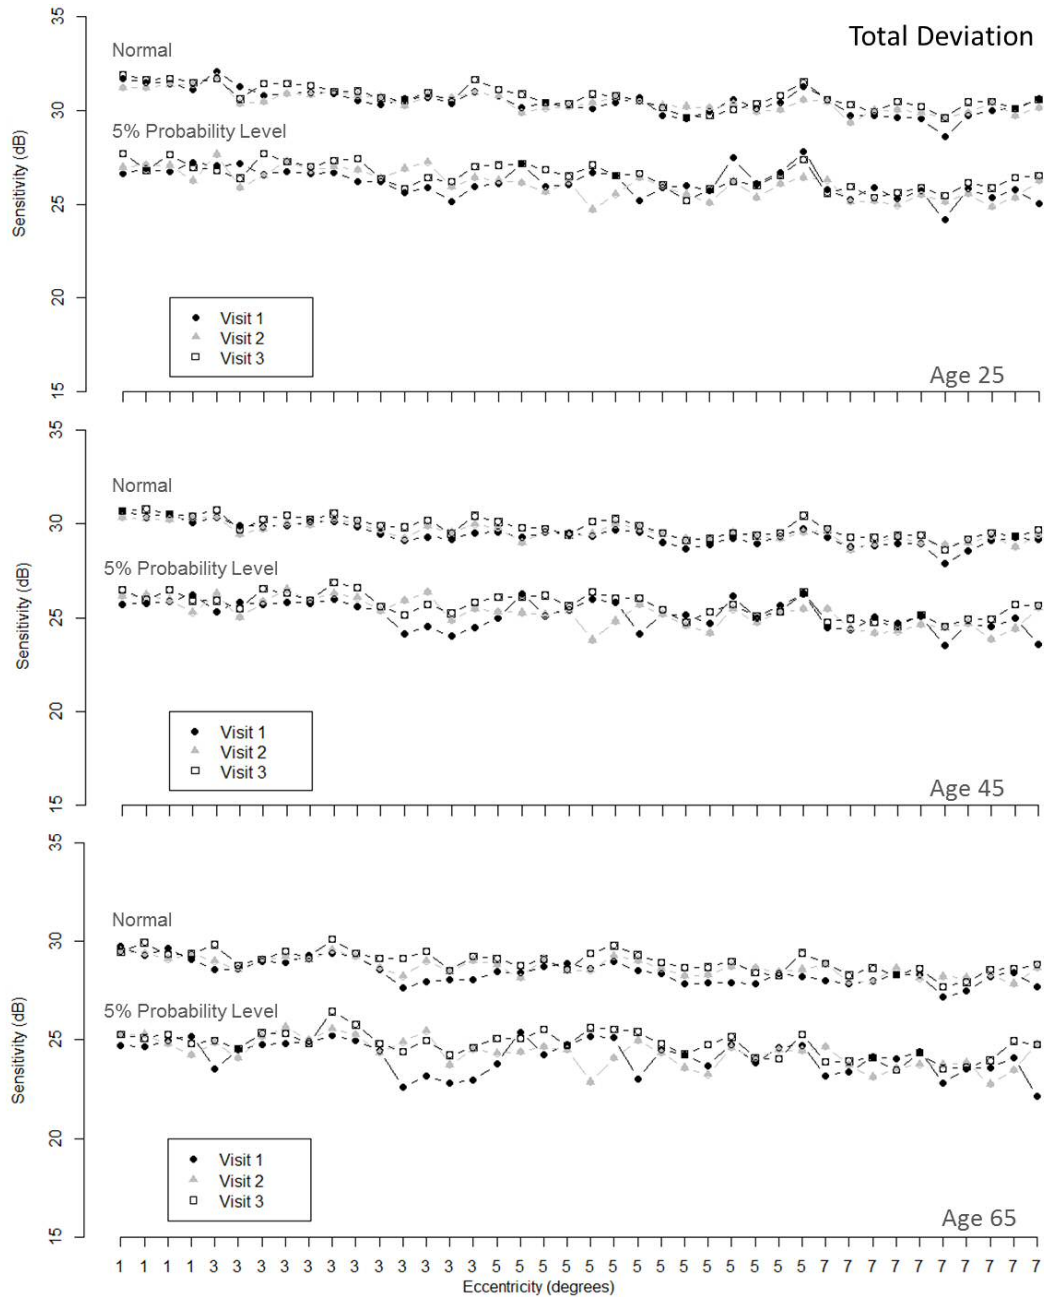 Total Deviation
Normal
5% Probability Level
Sensitivity (dB)
35
30
25
20
15
Visit 1
Visit 2
Visit 3
Age 25
Normal
5% Probability Level
Sensitivity (dB)
35
30
25
20
15
Visit 1
Visit 2
Visit 3
Age 45
Normal
5% Probability Level
Sensitivity (dB)
35
30
25
20
15
Visit 1
Visit 2
Visit 3
Age 65
1 1 1 1 3 3 3 3 3 3 3 3 3 3 3 3 5 5 5 5 5 5 5 5 5 5 5 5 5 5 7 7 7 7 7 7 7 7 7 7
Eccentricity (degrees)